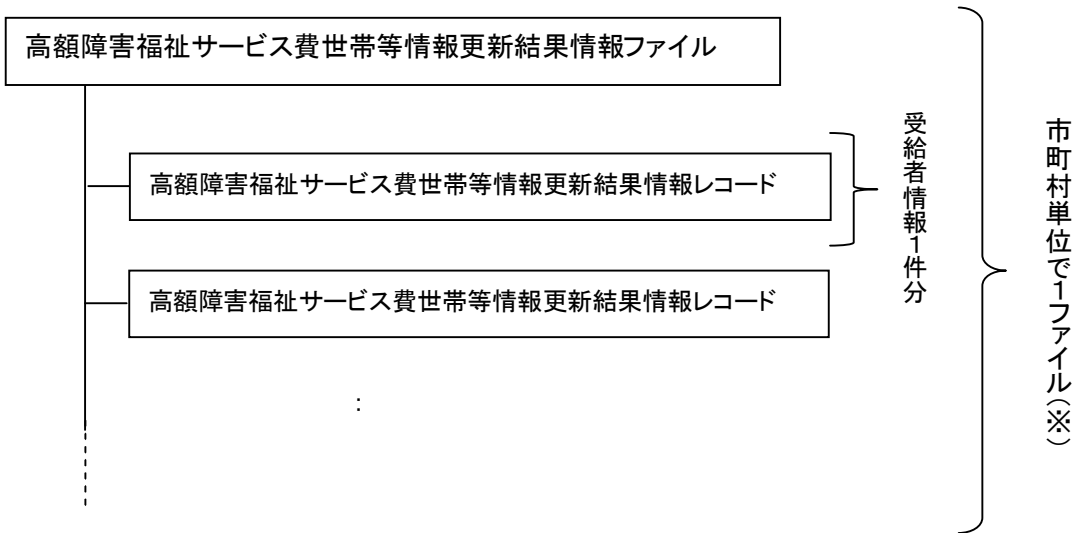 高額障害福祉サービス費世帯等情報更新結果情報ファイル
高額障害福祉サービス費世帯等情報更新結果情報レコード
受給者情報1件分
高額障害福祉サービス費世帯等情報更新結果情報レコード
:
市町村単位で1ファイル(※)